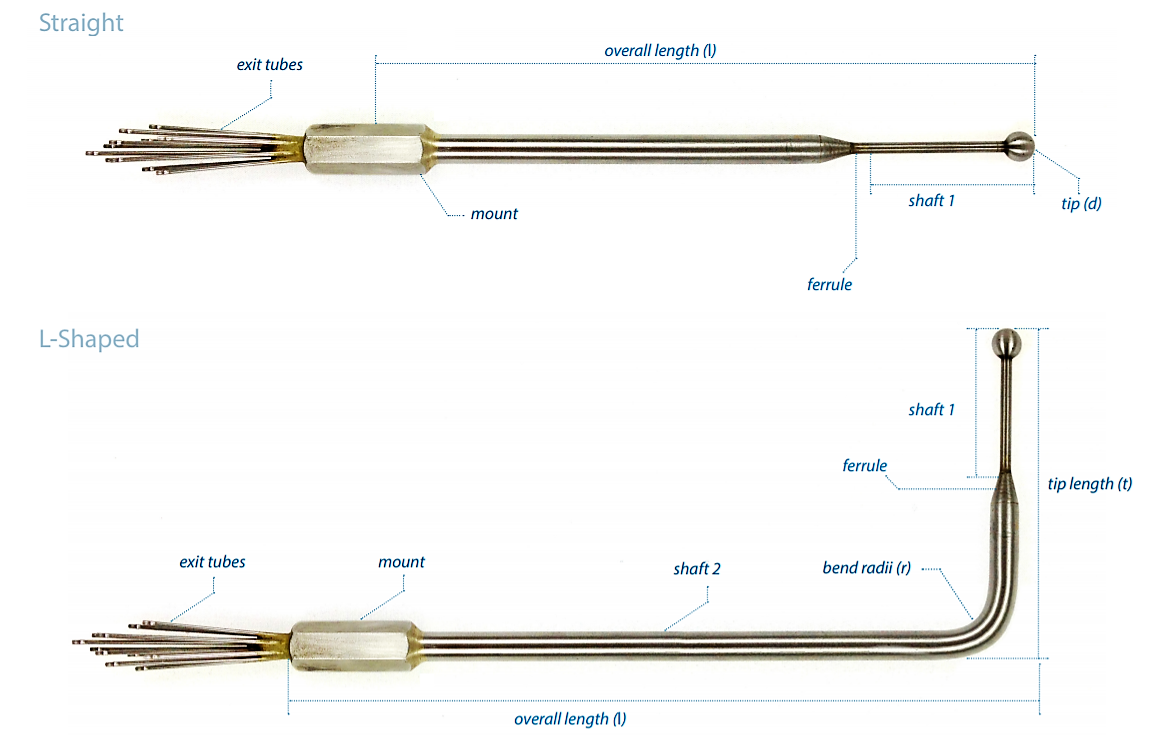 Straight
overall length (l)
exit tubes
mount
shaft 1
tip (d)
ferrule
L-Shaped
shaft 1
ferrule
tip length (t)
exit tubes
mount
shaft 2
bend radii (r)
overall length (l)